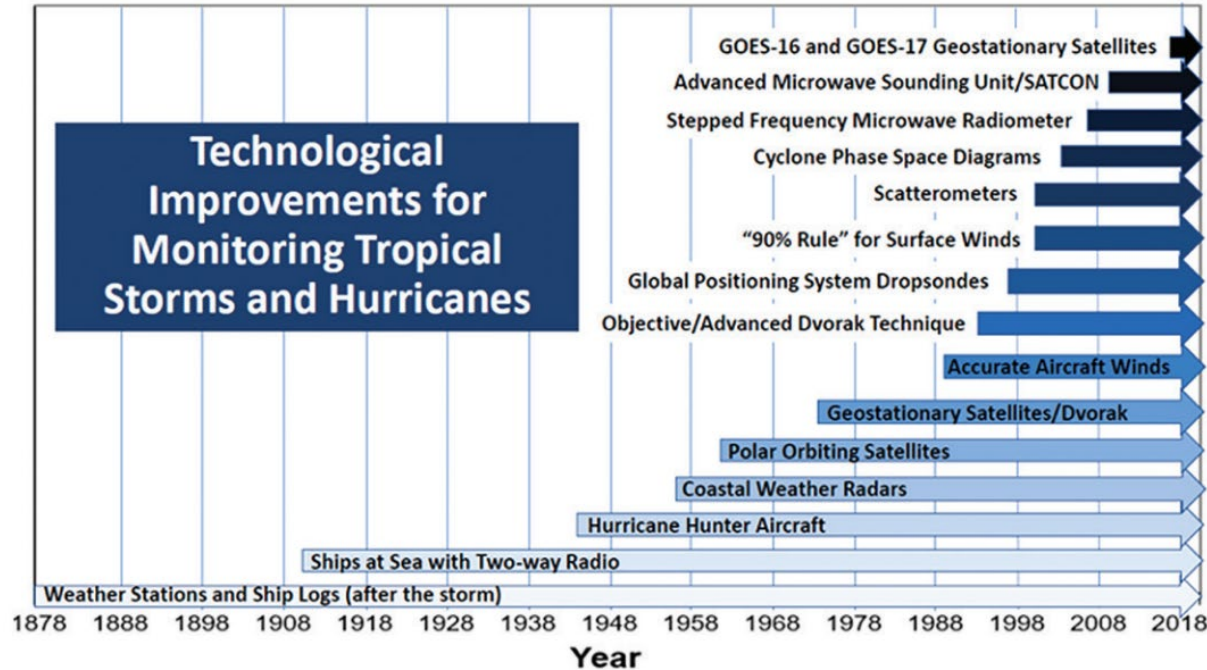 GOES-16 and GOES-17 Geostationary Satellites
Advanced Microwave Sounding Unit/SATCON
Stepped Frequency Microwave Radiometer
Cyclone Phase Space Diagrams
Scatterometers
“90% Rule” for Surface Winds
Global Positioning System Dropsondes
Objective/Advanced Dvorak Technique
Technological
Improvements for
Monitoring Tropical
Storms and Hurricanes
Accurate Aircraft Winds
Geostationary Satellites/Dvorak
Polar Orbiting Satellites
Coastal Weather Radars
Hurricane Hunter Aircraft
Ships at Sea with Two-way Radio
Weather Stations and Ship Logs (after the storm)
1878 1888 1898 1908 1918 1928 1938 1948 1958 1968 1978 1988 1998 2008 2018
Year